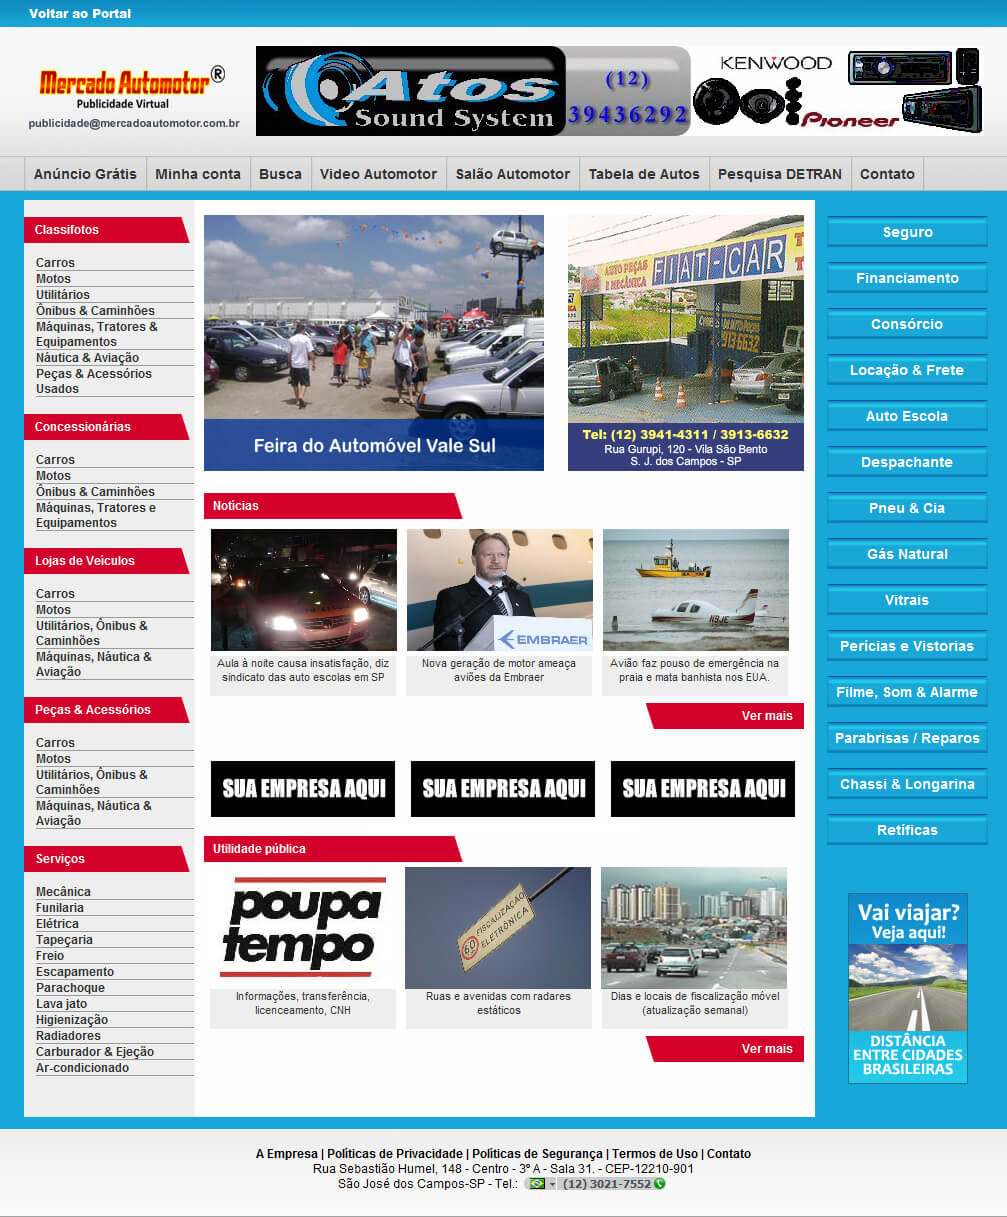 Voltar ao Portal
Mercado Automotor®
Publicidade Virtual
publicidade@mercadoautomotor.com.br
Atos
Sound System
(12)
39436292
KENWOOD
Pioneer
Anúncio Grátis
Minha conta
Busca
Video Automotor
Salão Automotor
Tabela de Autos
Pesquisa DETRAN
Contato
Classifotos
Carros
Motos
Utilitários
Ônibus & Caminhões
Máquinas, Tratores &
Equipamentos
Náutica & Aviação
Peças & Acessórios
Usados
Concessionárias
Carros
Motos
Ônibus & Caminhões
Máquinas, Tratores e
Equipamentos
Lojas de Veículos
Carros
Motos
Utilitários, Ônibus &
Caminhões
Máquinas, Náutica &
Aviação
Peças & Acessórios
Carros
Motos
Utilitários, Ônibus &
Caminhões
Máquinas, Náutica &
Aviação
Serviços
Mecânica
Funilaria
Elétrica
Tapeçaria
Freio
Escapamento
Parachoque
Lava jato
Higienização
Radiadores
Carburador & Ejeção
Ar-condicionado
Feira do Automóvel Vale Sul
AUTO PEÇAS
E MECÂNICA
FIAT-CAR
913-6632
Tel: (12) 3941-4311 / 3913-6632
Rua Gurupi, 120 - Vila São Bento
S. J. dos Campos - SP
Notícias
EMBRAER
N9JE
Aula à noite causa insatisfação, diz
sindicato das auto escolas em SP
Nova geração de motor ameaça
aviões da Embraer
Avião faz pouso de emergência na
praia e mata banhista nos EUA.
Ver mais
SUA EMPRESA AQUI
SUA EMPRESA AQUI
SUA EMPRESA AQUI
Utilidade pública
poupa
tempo
60
FISCALIZAÇÃO
ELETRÔNICA
Informações, transferência,
licenceamento, CNH
Ruas e avenidas com radares
estáticos
Dias e locais de fiscalização móvel
(atualização semanal)
Ver mais
Seguro
Financiamento
Consórcio
Locação & Frete
Auto Escola
Despachante
Pneu & Cia
Gás Natural
Vitrais
Perícias e Vistorias
Filme, Som & Alarme
Parabrisas / Reparos
Chassi & Longarina
Retíficas
Vai viajar?
Veja aqui!
DISTÂNCIA
ENTRE CIDADES
BRASILEIRAS
A Empresa | Políticas de Privacidade | Políticas de Segurança | Termos de Uso | Contato
Rua Sebastião Humel, 148 - Centro - 3º A - Sala 31. - CEP-12210-901
São José dos Campos-SP - Tel.: (12) 3021-7552